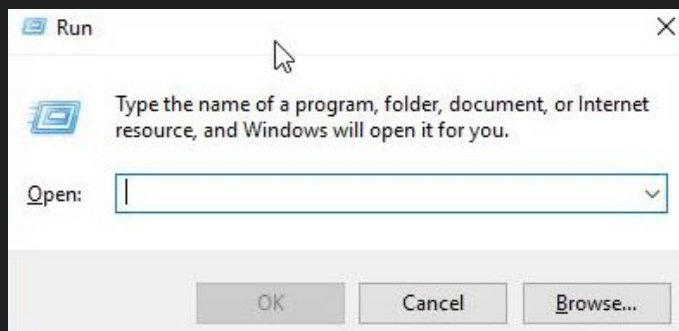 Run
Type the name of a program, folder, document, or Internet
resource, and Windows will open it for you.
Open:
OK
Cancel
Browse...